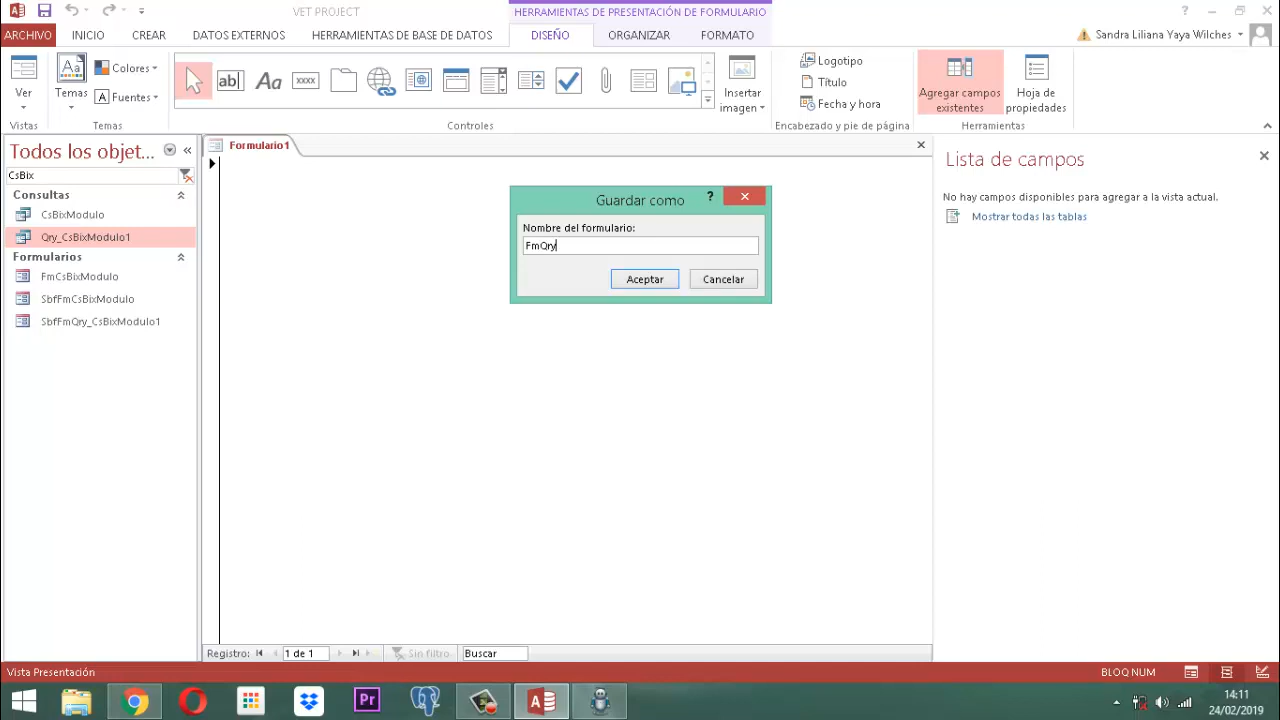 VET PROJECT
HERRAMIENTAS DE PRESENTACIÓN DE FORMULARIO
ARCHIVO INICIO CREAR DATOS EXTERNOS HERRAMIENTAS DE BASE DE DATOS DISEÑO ORGANIZAR FORMATO Sandra Liliana Yaya Wilches
Ver
Vistas
Aa
Temas
Colores
A Fuentes
Temas
ab|
Aa
xxxx
Insertar
imagen
Controles
Logotipo
Título
Fecha y hora
Encabezado y pie de página
Agregar campos
existentes
Hoja de
propiedades
Herramientas
Todos los objet...
CsBix
Consultas
CsBixModulo
Qry_CsBixModulo1
Formularios
FmCsBixModulo
SbfFmCsBixModulo
SbfFmQry_CsBixModulo1
Formulario1
Guardar como
Nombre del formulario:
FmQry
Aceptar Cancelar
Lista de campos
No hay campos disponibles para agregar a la vista actual.
Mostrar todas las tablas
Registro: 1 de 1 Sin filtro Buscar
Vista Presentación
BLOQ NUM
Pr
14:11
24/02/2019